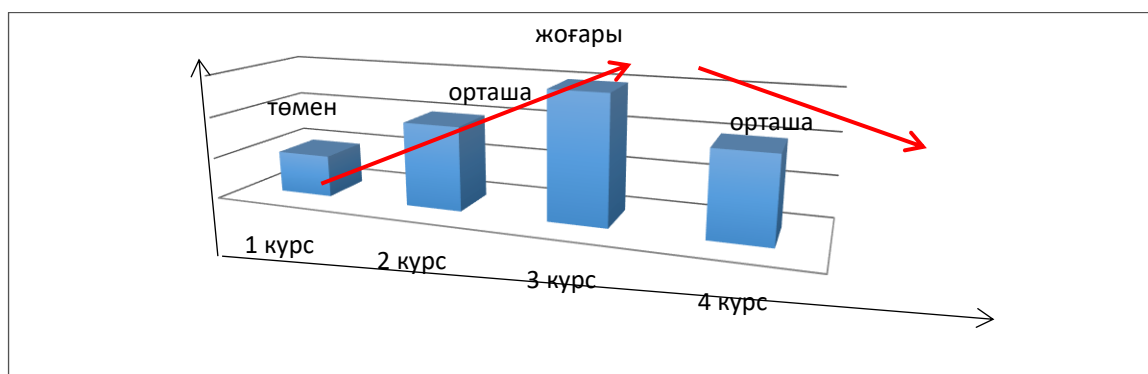 жоғары
төмен
орташа
орташа
1 курс
2 курс
3 курс
4 курс